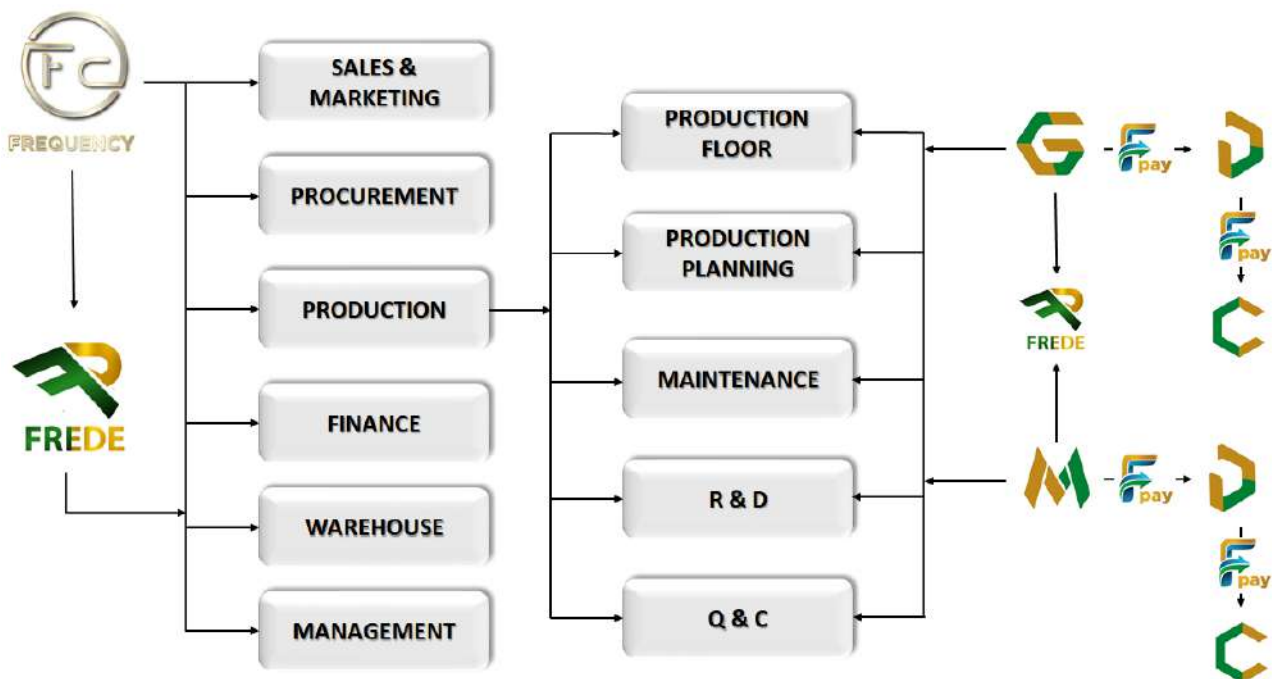 FC
FREQUENCY
FREDE
SALES &
MARKETING
PROCUREMENT
PRODUCTION
FINANCE
WAREHOUSE
MANAGEMENT
PRODUCTION
FLOOR
PRODUCTION
PLANNING
MAINTENANCE
R & D
Q & C
G
F pay
D
F pay
C
FREDE
M
F pay
D
F pay
C